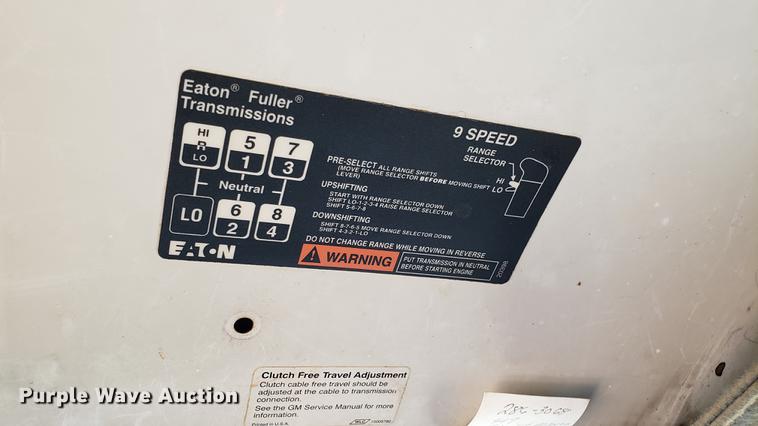 Eaton® Fuller®
Transmissions
HI
R
LO
5
1
7
3
Neutral
LO
6
2
8
4
EATON
9 SPEED
RANGE
SELECTOR
HI
LO
PRE-SELECT ALL RANGE SHIFTS
(MOVE RANGE SELECTOR BEFORE MOVING SHIFT
LEVER)
UPSHIFTING
START WITH RANGE SELECTOR DOWN
SHIFT LO-1-2-3-4 RAISE RANGE SELECTOR
SHIFT 5-6-7-8
DOWNSHIFTING
SHIFT 8-7-6-5 MOVE RANGE SELECTOR DOWN
SHIFT 4-3-2-1-LO
DO NOT CHANGE RANGE WHILE MOVING IN REVERSE
WARNING
PUT TRANSMISSION IN NEUTRAL
BEFORE STARTING ENGINE
Clutch Free Travel Adjustment
Clutch cable free travel should be
adjusted at the cable to transmission
connection.
See the GM Service Manual for more
information.
Printed in U.S.A.
Purple Wave Auction
Purple Wave Auction